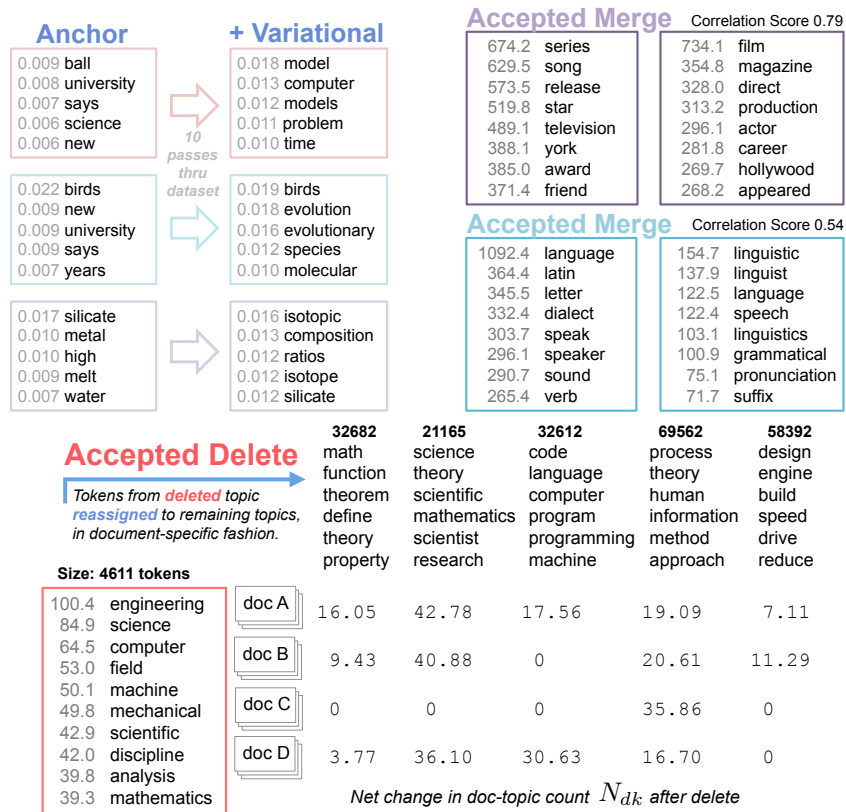 Anchor
+ Variational
0.009 ball
0.008 university
0.007 says
0.006 science
0.006 new
10
passes
thru
dataset
0.018 model
0.013 computer
0.012 models
0.011 problem
0.010 time
0.022 birds
0.009 new
0.009 university
0.009 says
0.007 years
0.019 birds
0.018 evolution
0.016 evolutionary
0.012 species
0.010 molecular
0.017 silicate
0.010 metal
0.010 high
0.009 melt
0.007 water
0.016 isotopic
0.013 composition
0.012 ratios
0.012 isotope
0.012 silicate
Accepted Merge Correlation Score 0.79
674.2 series
629.5 song
573.5 release
519.8 star
489.1 television
388.1 york
385.0 award
371.4 friend
734.1 film
354.8 magazine
328.0 direct
313.2 production
296.1 actor
281.8 career
269.7 hollywood
268.2 appeared
Accepted Merge Correlation Score 0.54
1092.4 language
364.4 latin
345.5 letter
332.4 dialect
303.7 speak
296.1 speaker
290.7 sound
265.4 verb
154.7 linguistic
137.9 linguist
122.5 language
122.4 speech
103.1 linguistics
100.9 grammatical
75.1 pronunciation
71.7 suffix
Accepted Delete
Tokens from deleted topic
reassigned to remaining topics,
in document-specific fashion.
32682
math
function
theorem
define
theory
property
21165
science
theory
scientific
mathematics
scientist
research
32612
code
language
computer
program
programming
machine
69562
process
theory
human
information
method
approach
58392
design
engine
build
speed
drive
reduce
Size: 4611 tokens
100.4 engineering
84.9 science
64.5 computer
53.0 field
50.1 machine
49.8 mechanical
42.9 scientific
42.0 discipline
39.8 analysis
39.3 mathematics
doc A 16.05 42.78 17.56 19.09 7.11
doc B 9.43 40.88 0 20.61 11.29
doc C 0 0 0 35.86 0
doc D 3.77 36.10 30.63 16.70 0
Net change in doc-topic count N_dk after delete